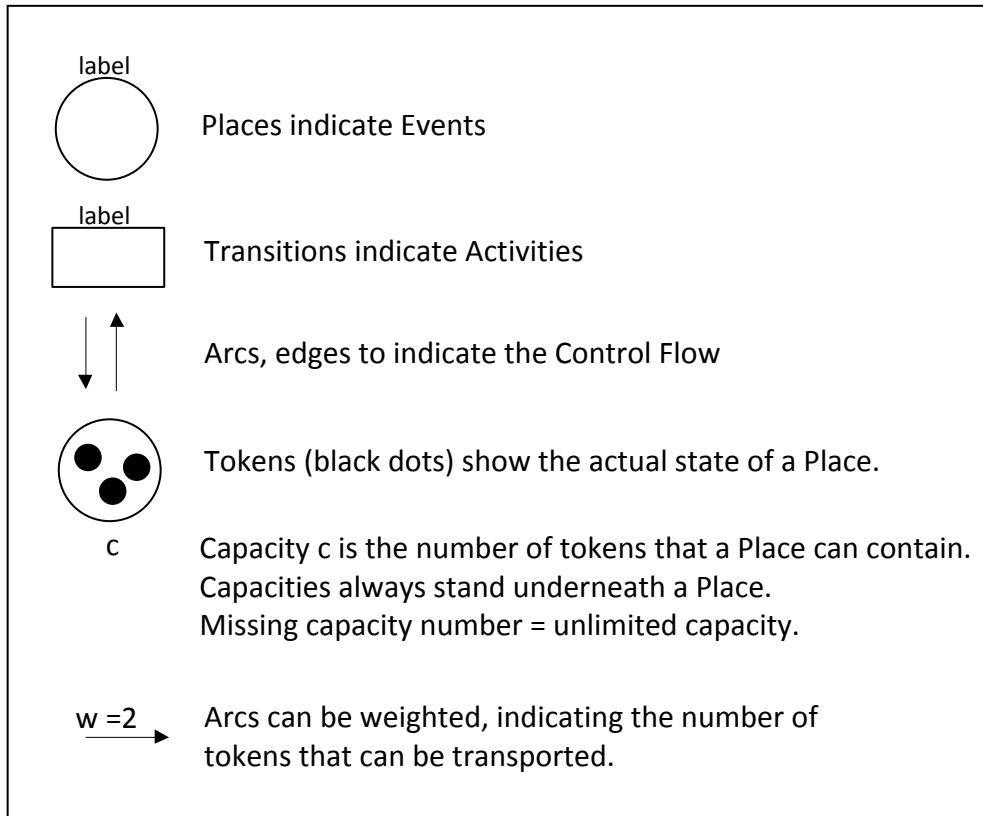 label
Places indicate Events
label
Transitions indicate Activities
Arcs, edges to indicate the Control Flow
Tokens (black dots) show the actual state of a Place.
c Capacity c is the number of tokens that a Place can contain.
Capacities always stand underneath a Place.
Missing capacity number = unlimited capacity.
w =2 Arcs can be weighted, indicating the number of
tokens that can be transported.